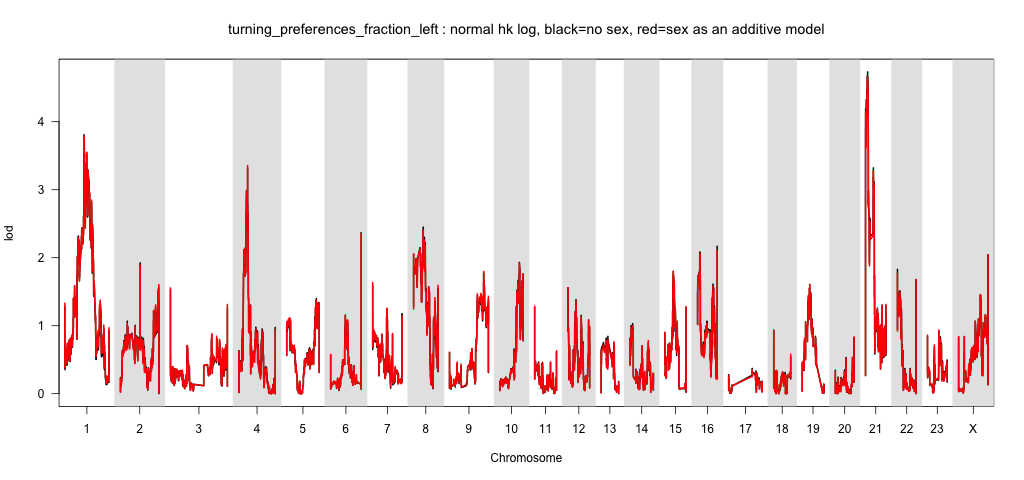 turning_preferences_fraction_left : normal hk log, black=no sex, red=sex as an additive model
lod
4
3
2
1
0
1 2 3 4 5 6 7 8 9 10 11 12 13 14 15 16 17 18 19 20 21 22 23 X
Chromosome